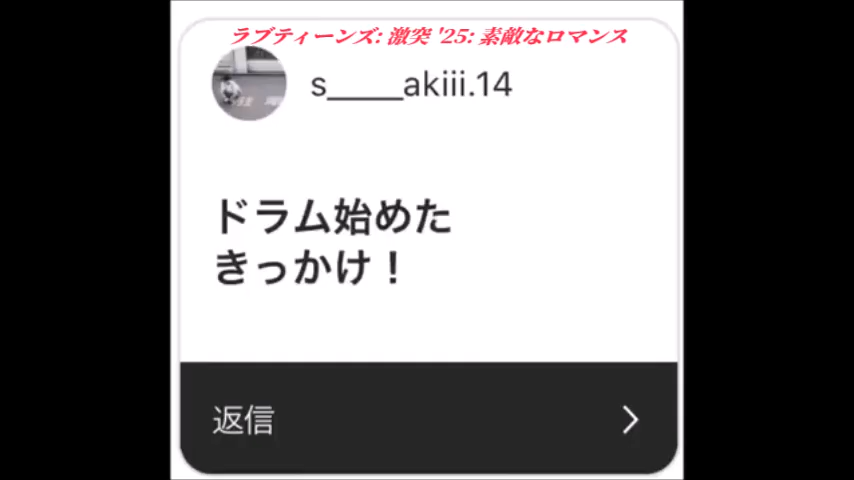 ラブティーンズ: 激突 '25: 素敵なロマンス
s_____akiii.14
ドラム始めた
きっかけ！
返信